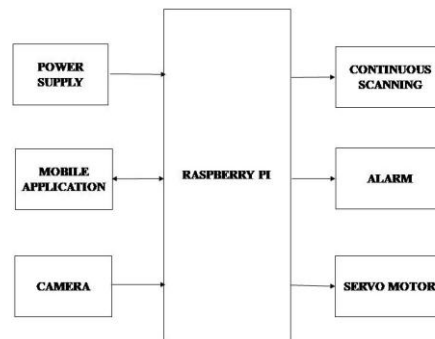 POWER
SUPPLY
MOBILE
APPLICATION
CAMERA
RASPBERRY PI
CONTINUOUS
SCANNING
ALARM
SERVO MOTOR